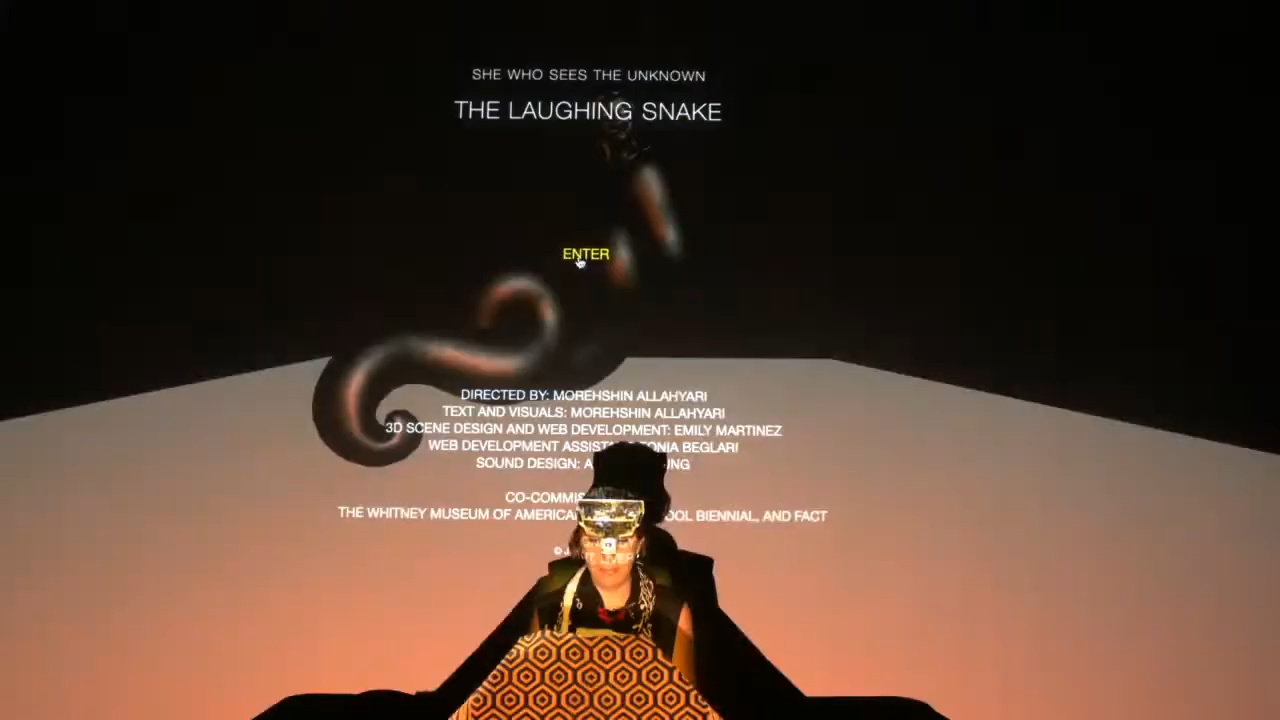 SHE WHO SEES THE UNKNOWN
THE LAUGHING SNAKE
ENTER
DIRECTED BY: MOREHSHIN ALLAHYARI
TEXT AND VISUALS: MOREHSHIN ALLAHYARI
3D SCENE DESIGN AND WEB DEVELOPMENT: EMILY MARTINEZ
WEB DEVELOPMENT BEGLARI
SOUND DESIGN:
THE WHITNEY MUSEUM OF BIENNIAL, AND FACT